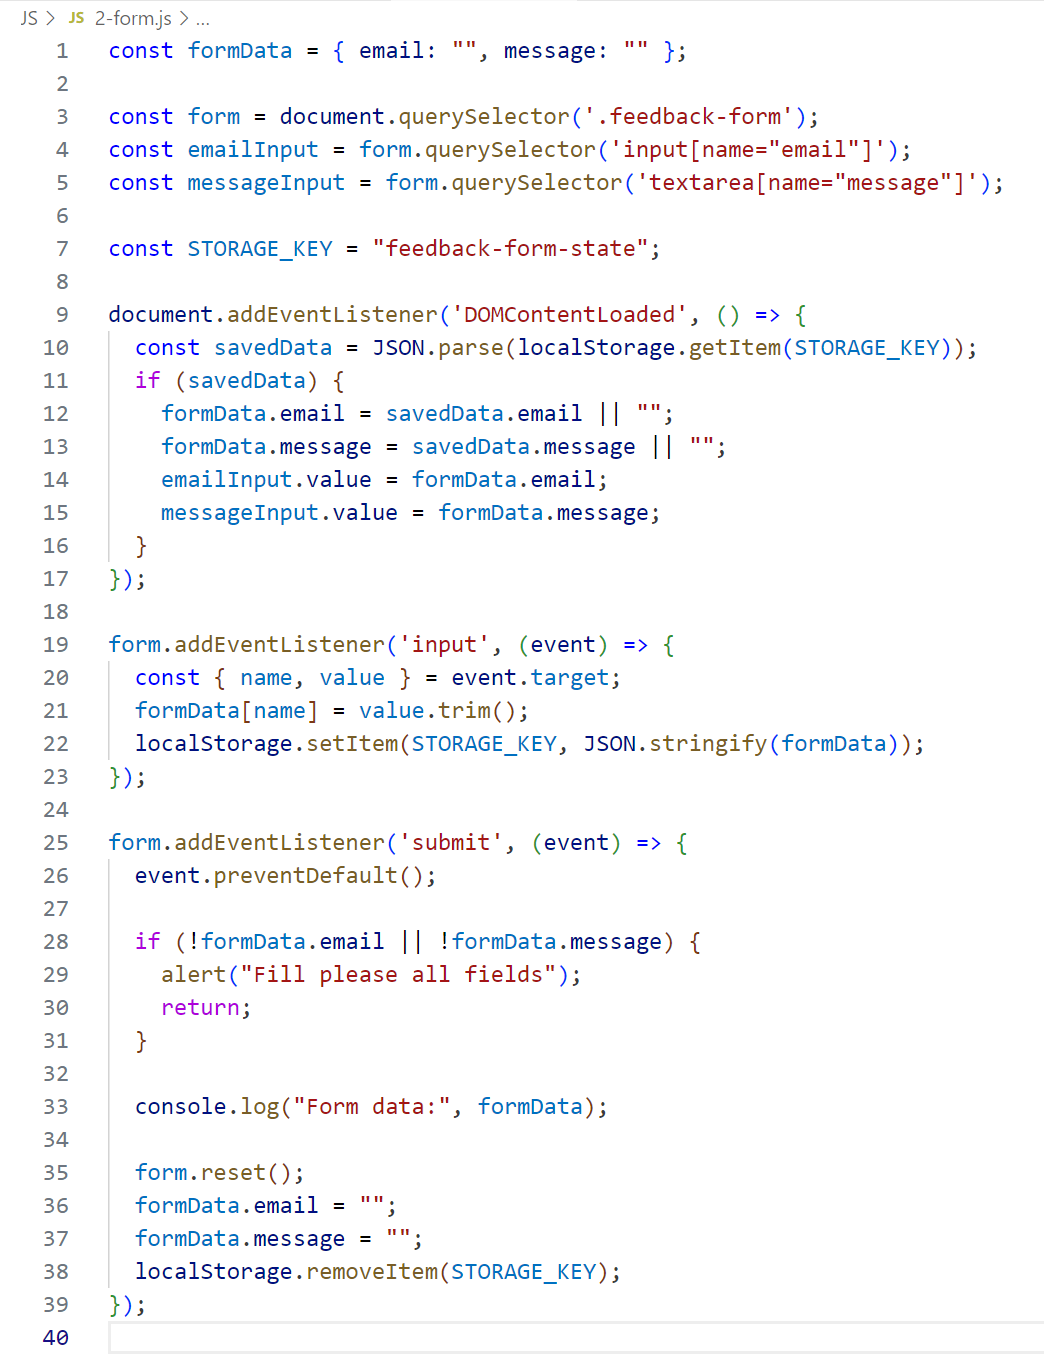 JS > JS 2-form.js > ...
1 const formData = { email: "", message: "" };
2
3 const form = document.querySelector('.feedback-form');
4 const emailInput = form.querySelector('input[name="email"]');
5 const messageInput = form.querySelector('textarea[name="message"]');
6
7 const STORAGE_KEY = "feedback-form-state";
8
9 document.addEventListener('DOMContentLoaded', () => {
10   const savedData = JSON.parse(localStorage.getItem(STORAGE_KEY));
11   if (savedData) {
12     formData.email = savedData.email || "";
13     formData.message = savedData.message || "";
14     emailInput.value = formData.email;
15     messageInput.value = formData.message;
16   }
17 });
18
19 form.addEventListener('input', (event) => {
20   const { name, value } = event.target;
21   formData[name] = value.trim();
22   localStorage.setItem(STORAGE_KEY, JSON.stringify(formData));
23 });
24
25 form.addEventListener('submit', (event) => {
26   event.preventDefault();
27
28   if (!formData.email || !formData.message) {
29     alert("Fill please all fields");
30     return;
31   }
32
33   console.log("Form data:", formData);
34
35   form.reset();
36   formData.email = "";
37   formData.message = "";
38   localStorage.removeItem(STORAGE_KEY);
39 });
40